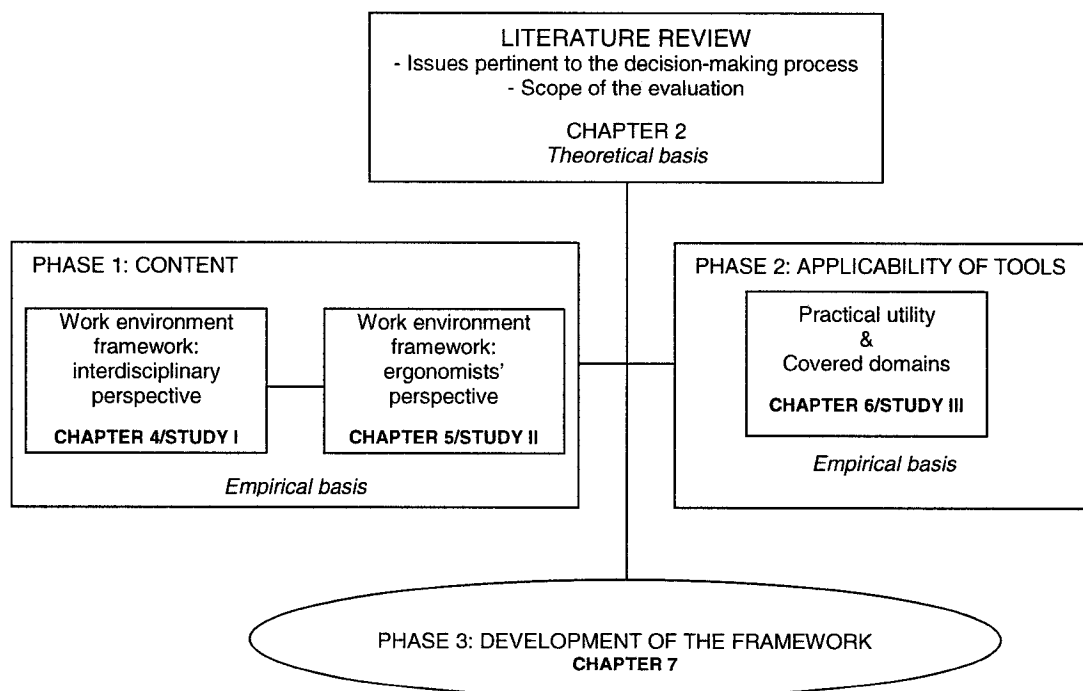 LITERATURE REVIEW
- Issues pertinent to the decision-making process
- Scope of the evaluation
CHAPTER 2
Theoretical basis
PHASE 1: CONTENT
Work environment
framework:
interdisciplinary
perspective
CHAPTER 4/STUDY I
Work environment
framework:
ergonomists'
perspective
CHAPTER 5/STUDY II
Empirical basis
PHASE 2: APPLICABILITY OF TOOLS
Practical utility
&
Covered domains
CHAPTER 6/STUDY III
Empirical basis
PHASE 3: DEVELOPMENT OF THE FRAMEWORK
CHAPTER 7